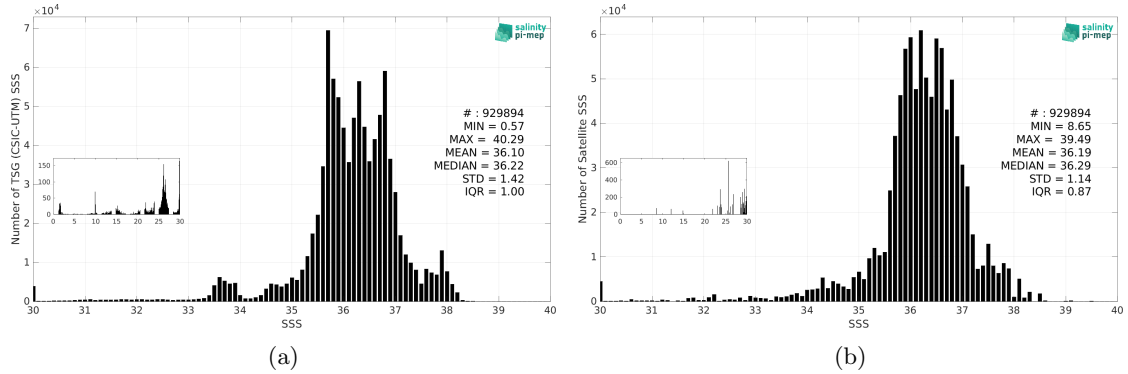 ×10^4
7
6
5
4
3
2
1
0
Number of TSG (CSIC-UTM) SSS
salinity
pi-mep
# : 929894
MIN = 0.57
MAX = 40.29
MEAN = 36.10
MEDIAN = 36.22
STD = 1.42
IQR = 1.00
150
100
50
0
0 5 10 15 20 25 30
30 31 32 33 34 35 36 37 38 39 40
SSS
(a)
×10^4
6
5
4
3
2
1
0
Number of Satellite SSS
salinity
pi-mep
# : 929894
MIN = 8.65
MAX = 39.49
MEAN = 36.19
MEDIAN = 36.29
STD = 1.14
IQR = 0.87
600
400
200
0
0 5 10 15 20 25 30
30 31 32 33 34 35 36 37 38 39 40
SSS
(b)